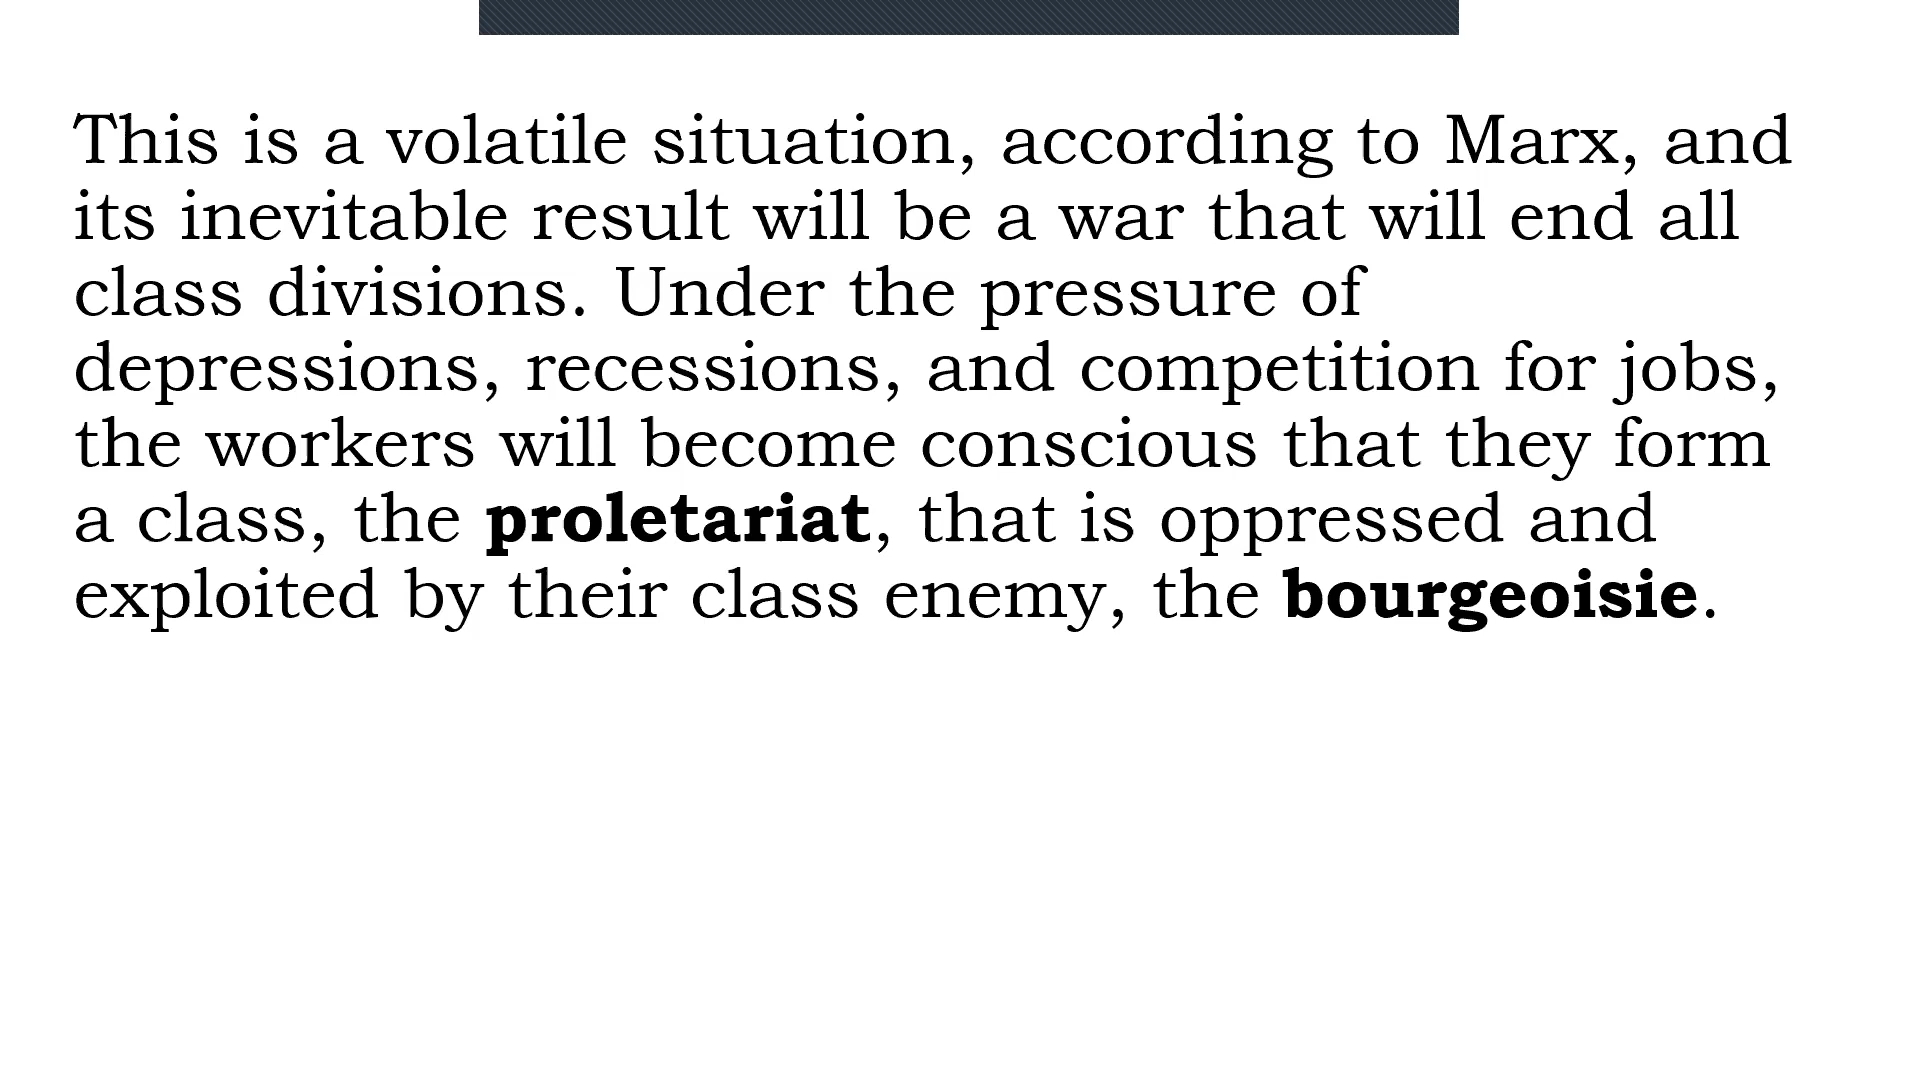 This is a volatile situation, according to Marx, and
its inevitable result will be a war that will end all
class divisions. Under the pressure of
depressions, recessions, and competition for jobs,
the workers will become conscious that they form
a class, the proletariat, that is oppressed and
exploited by their class enemy, the bourgeoisie.